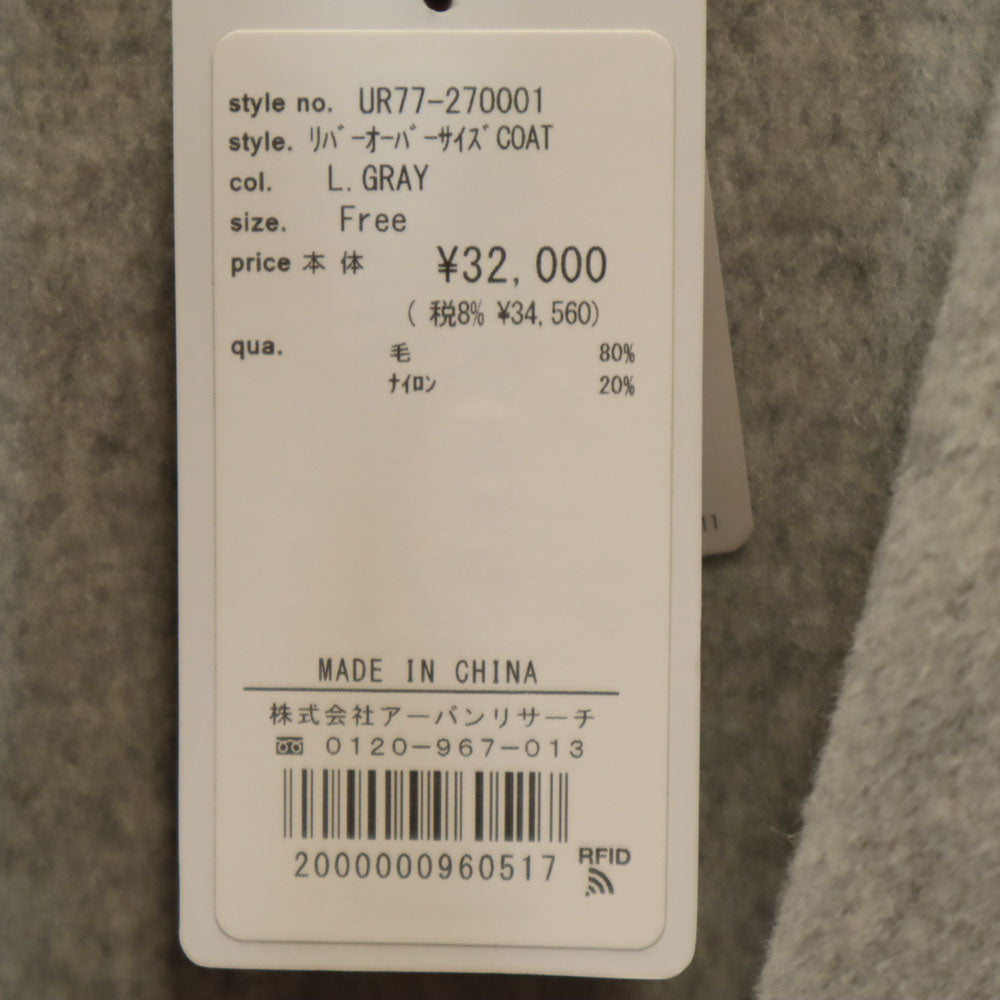 style no. UR77-270001
style. ﾘﾊﾞｰｵｰﾊﾞｰｻｲｽﾞCOAT
col. L.GRAY
size. Free
price 本体 ¥32,000
( 税8% ¥34,560)
qua. 毛 80%
ﾅｲﾛﾝ 20%
11
MADE IN CHINA
株式会社アーバンリサーチ
0120-967-013
2000000960517
RFID